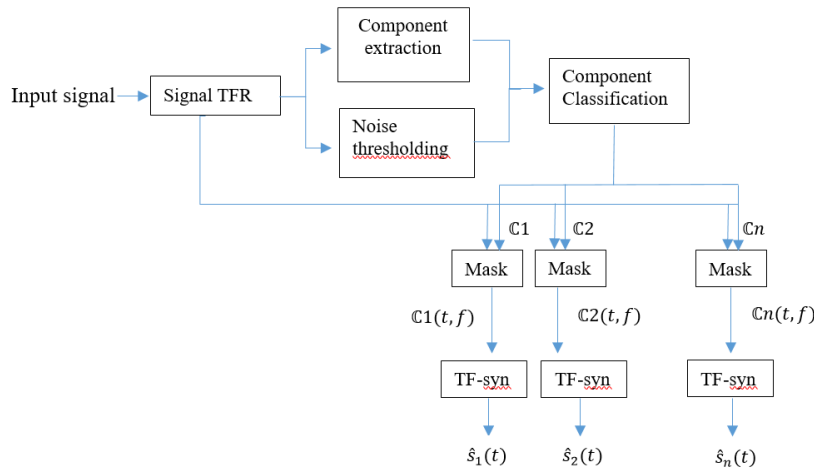 Component
extraction
Input signal
Signal TFR
Component
Classification
Noise
thresholding
ℂ1
ℂ2
ℂn
Mask
Mask
Mask
ℂ1(t, f)
ℂ2(t, f)
ℂn(t, f)
TF-syn
TF-syn
TF-syn
ŝ₁(t)
ŝ₂(t)
ŝₙ(t)